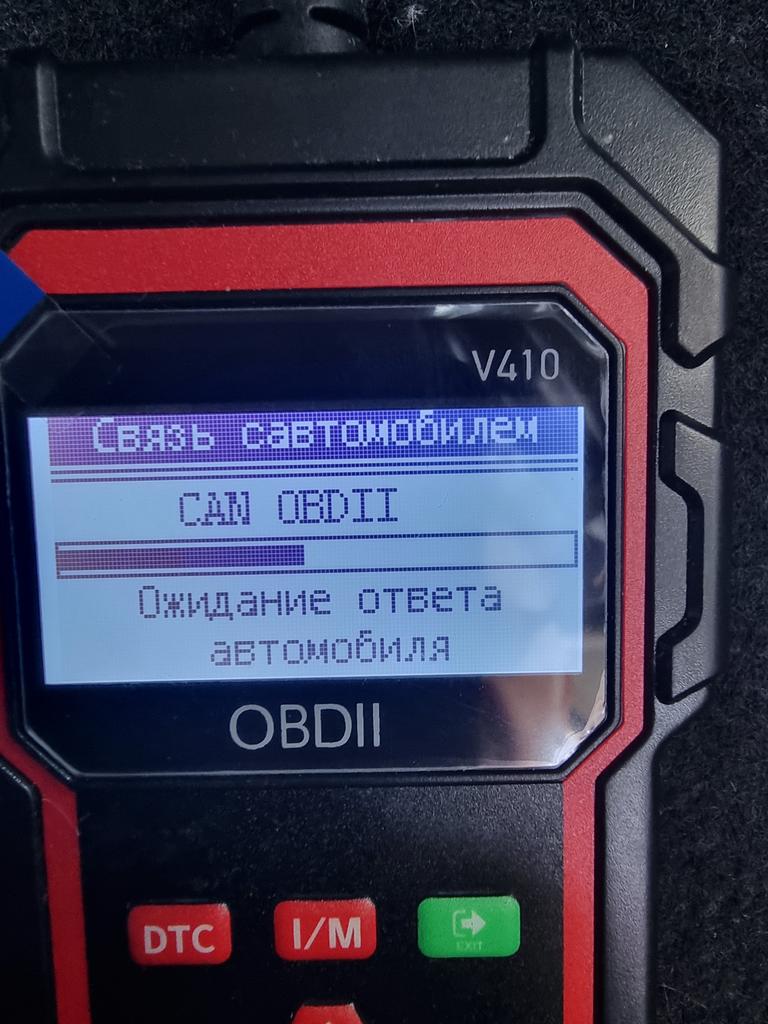 V410
Связь савтомобилем
CAN OBDII
Ожидание ответа
автомобиля
OBDII
DTC I/M EXIT